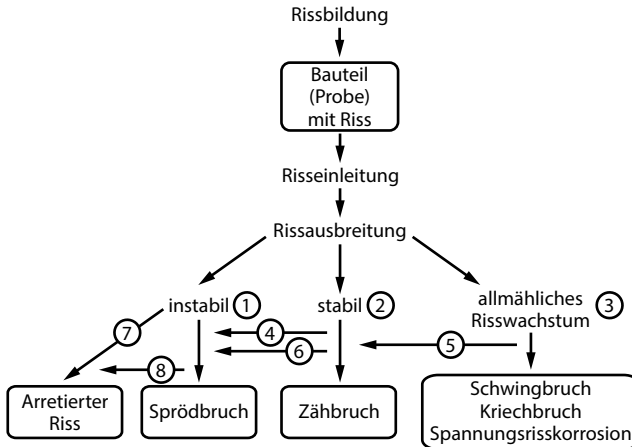 Rissbildung
Bauteil
(Probe)
mit Riss
Risseinleitung
Rissausbreitung
instabil 1
stabil 2
allmähliches
Risswachstum 3
7
4
5
6
8
Arretierter
Riss
Sprödbruch
Zähbruch
Schwingbruch
Kriechbruch
Spannungsrisskorrosion